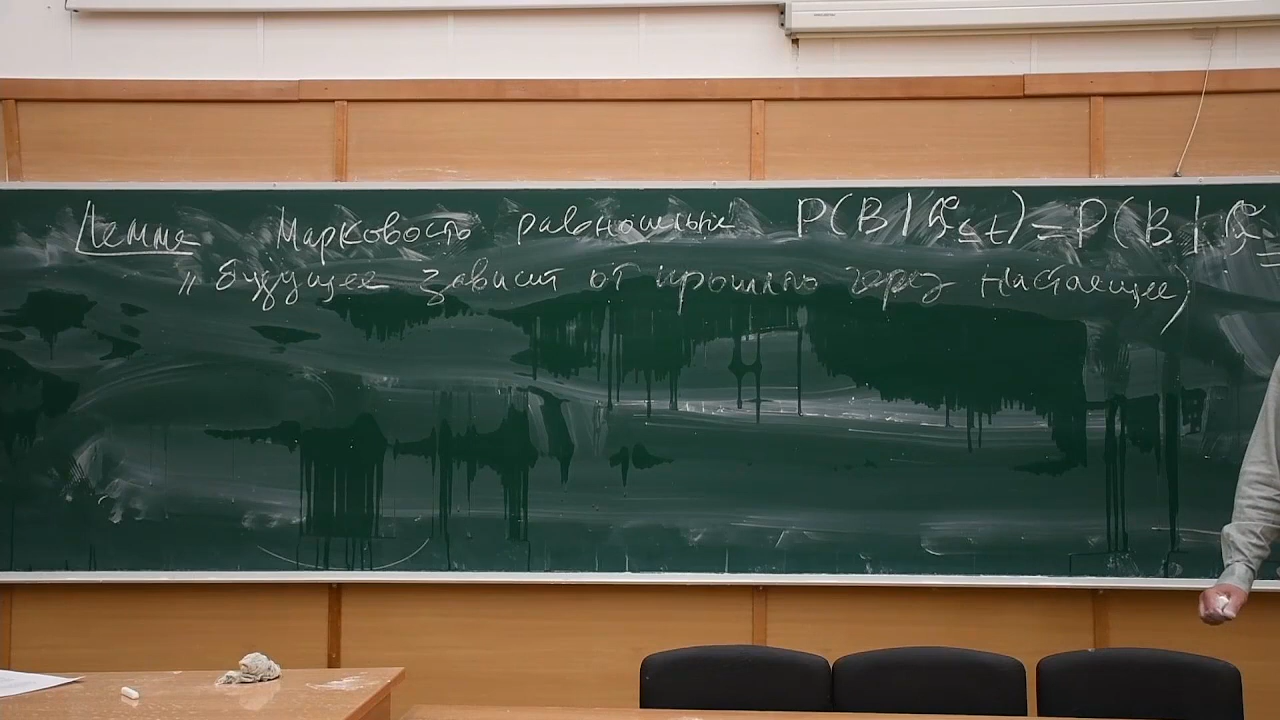 Лемма Марковость равносильна P(B | ℱ≤t) = P(B | ℱ=
„будущее зависит от прошлого через настоящее)